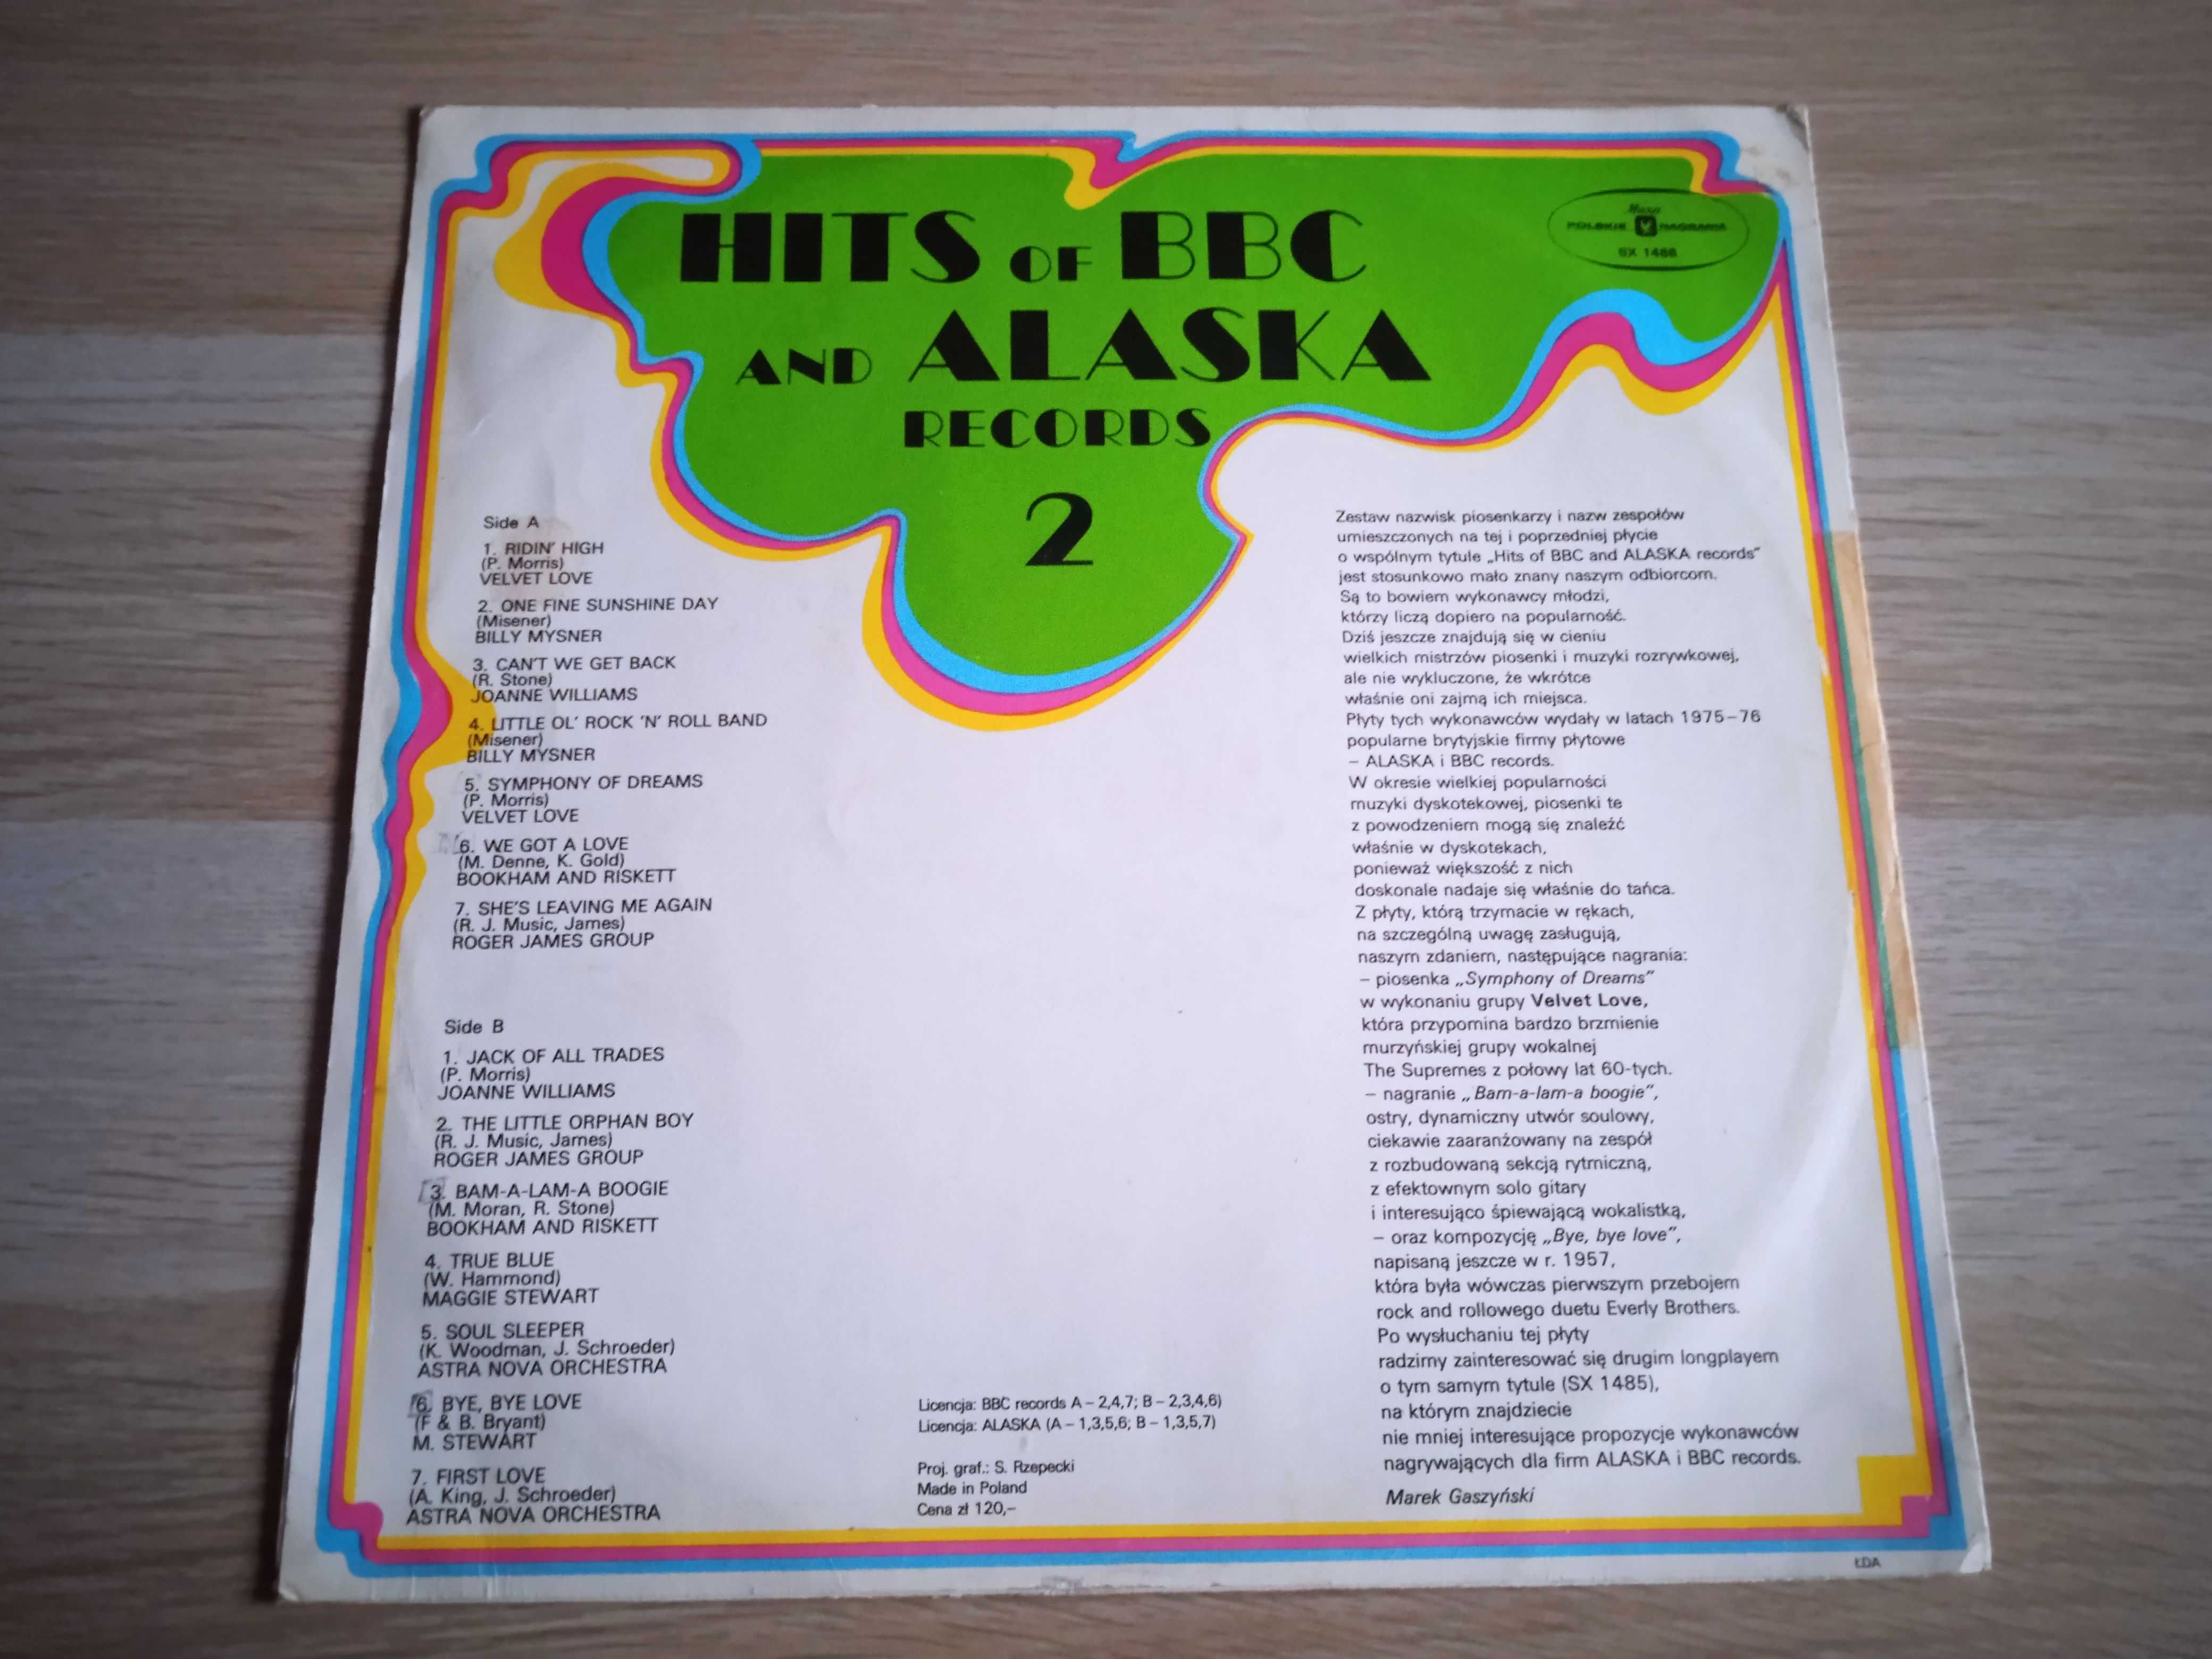 HITS OF BBC
AND ALASKA
RECORDS
2
Muza
POLSKIE NAGRANIA
SX 1486
Side A
1. RIDIN' HIGH
(P. Morris)
VELVET LOVE
2. ONE FINE SUNSHINE DAY
(Misener)
BILLY MYSNER
3. CAN'T WE GET BACK
(R. Stone)
JOANNE WILLIAMS
4. LITTLE OL' ROCK 'N' ROLL BAND
(Misener)
BILLY MYSNER
5. SYMPHONY OF DREAMS
(P. Morris)
VELVET LOVE
6. WE GOT A LOVE
(M. Denne, K. Gold)
BOOKHAM AND RISKETT
7. SHE'S LEAVING ME AGAIN
(R. J. Music, James)
ROGER JAMES GROUP
Side B
1. JACK OF ALL TRADES
(P. Morris)
JOANNE WILLIAMS
2. THE LITTLE ORPHAN BOY
(R. J. Music, James)
ROGER JAMES GROUP
3. BAM-A-LAM-A BOOGIE
(M. Moran, R. Stone)
BOOKHAM AND RISKETT
4. TRUE BLUE
(W. Hammond)
MAGGIE STEWART
5. SOUL SLEEPER
(K. Woodman, J. Schroeder)
ASTRA NOVA ORCHESTRA
6. BYE, BYE LOVE
(F & B. Bryant)
M. STEWART
7. FIRST LOVE
(A. King, J. Schroeder)
ASTRA NOVA ORCHESTRA
Licencja: BBC records A – 2,4,7; B – 2,3,4,6)
Licencja: ALASKA (A – 1,3,5,6; B – 1,3,5,7)
Proj. graf.: S. Rzepecki
Made in Poland
Cena zł 120,–
Zestaw nazwisk piosenkarzy i nazw zespołów
umieszczonych na tej i poprzedniej płycie
o wspólnym tytule „Hits of BBC and ALASKA records"
jest stosunkowo mało znany naszym odbiorcom.
Są to bowiem wykonawcy młodzi,
którzy liczą dopiero na popularność.
Dziś jeszcze znajdują się w cieniu
wielkich mistrzów piosenki i muzyki rozrywkowej,
ale nie wykluczone, że wkrótce
właśnie oni zajmą ich miejsca.
Płyty tych wykonawców wydały w latach 1975–76
popularne brytyjskie firmy płytowe
– ALASKA i BBC records.
W okresie wielkiej popularności
muzyki dyskotekowej, piosenki te
z powodzeniem mogą się znaleźć
właśnie w dyskotekach,
ponieważ większość z nich
doskonale nadaje się właśnie do tańca.
Z płyty, którą trzymacie w rękach,
na szczególną uwagę zasługują,
naszym zdaniem, następujące nagrania:
– piosenka „Symphony of Dreams"
w wykonaniu grupy Velvet Love,
która przypomina bardzo brzmienie
murzyńskiej grupy wokalnej
The Supremes z połowy lat 60-tych.
– nagranie „Bam-a-lam-a boogie",
ostry, dynamiczny utwór soulowy,
ciekawie zaaranżowany na zespół
z rozbudowaną sekcją rytmiczną,
z efektownym solo gitary
i interesująco śpiewającą wokalistką,
– oraz kompozycję „Bye, bye love",
napisaną jeszcze w r. 1957,
która była wówczas pierwszym przebojem
rock and rollowego duetu Everly Brothers.
Po wysłuchaniu tej płyty
radzimy zainteresować się drugim longplayem
o tym samym tytule (SX 1485),
na którym znajdziecie
nie mniej interesujące propozycje wykonawców
nagrywających dla firm ALASKA i BBC records.
Marek Gaszyński
ŁDA